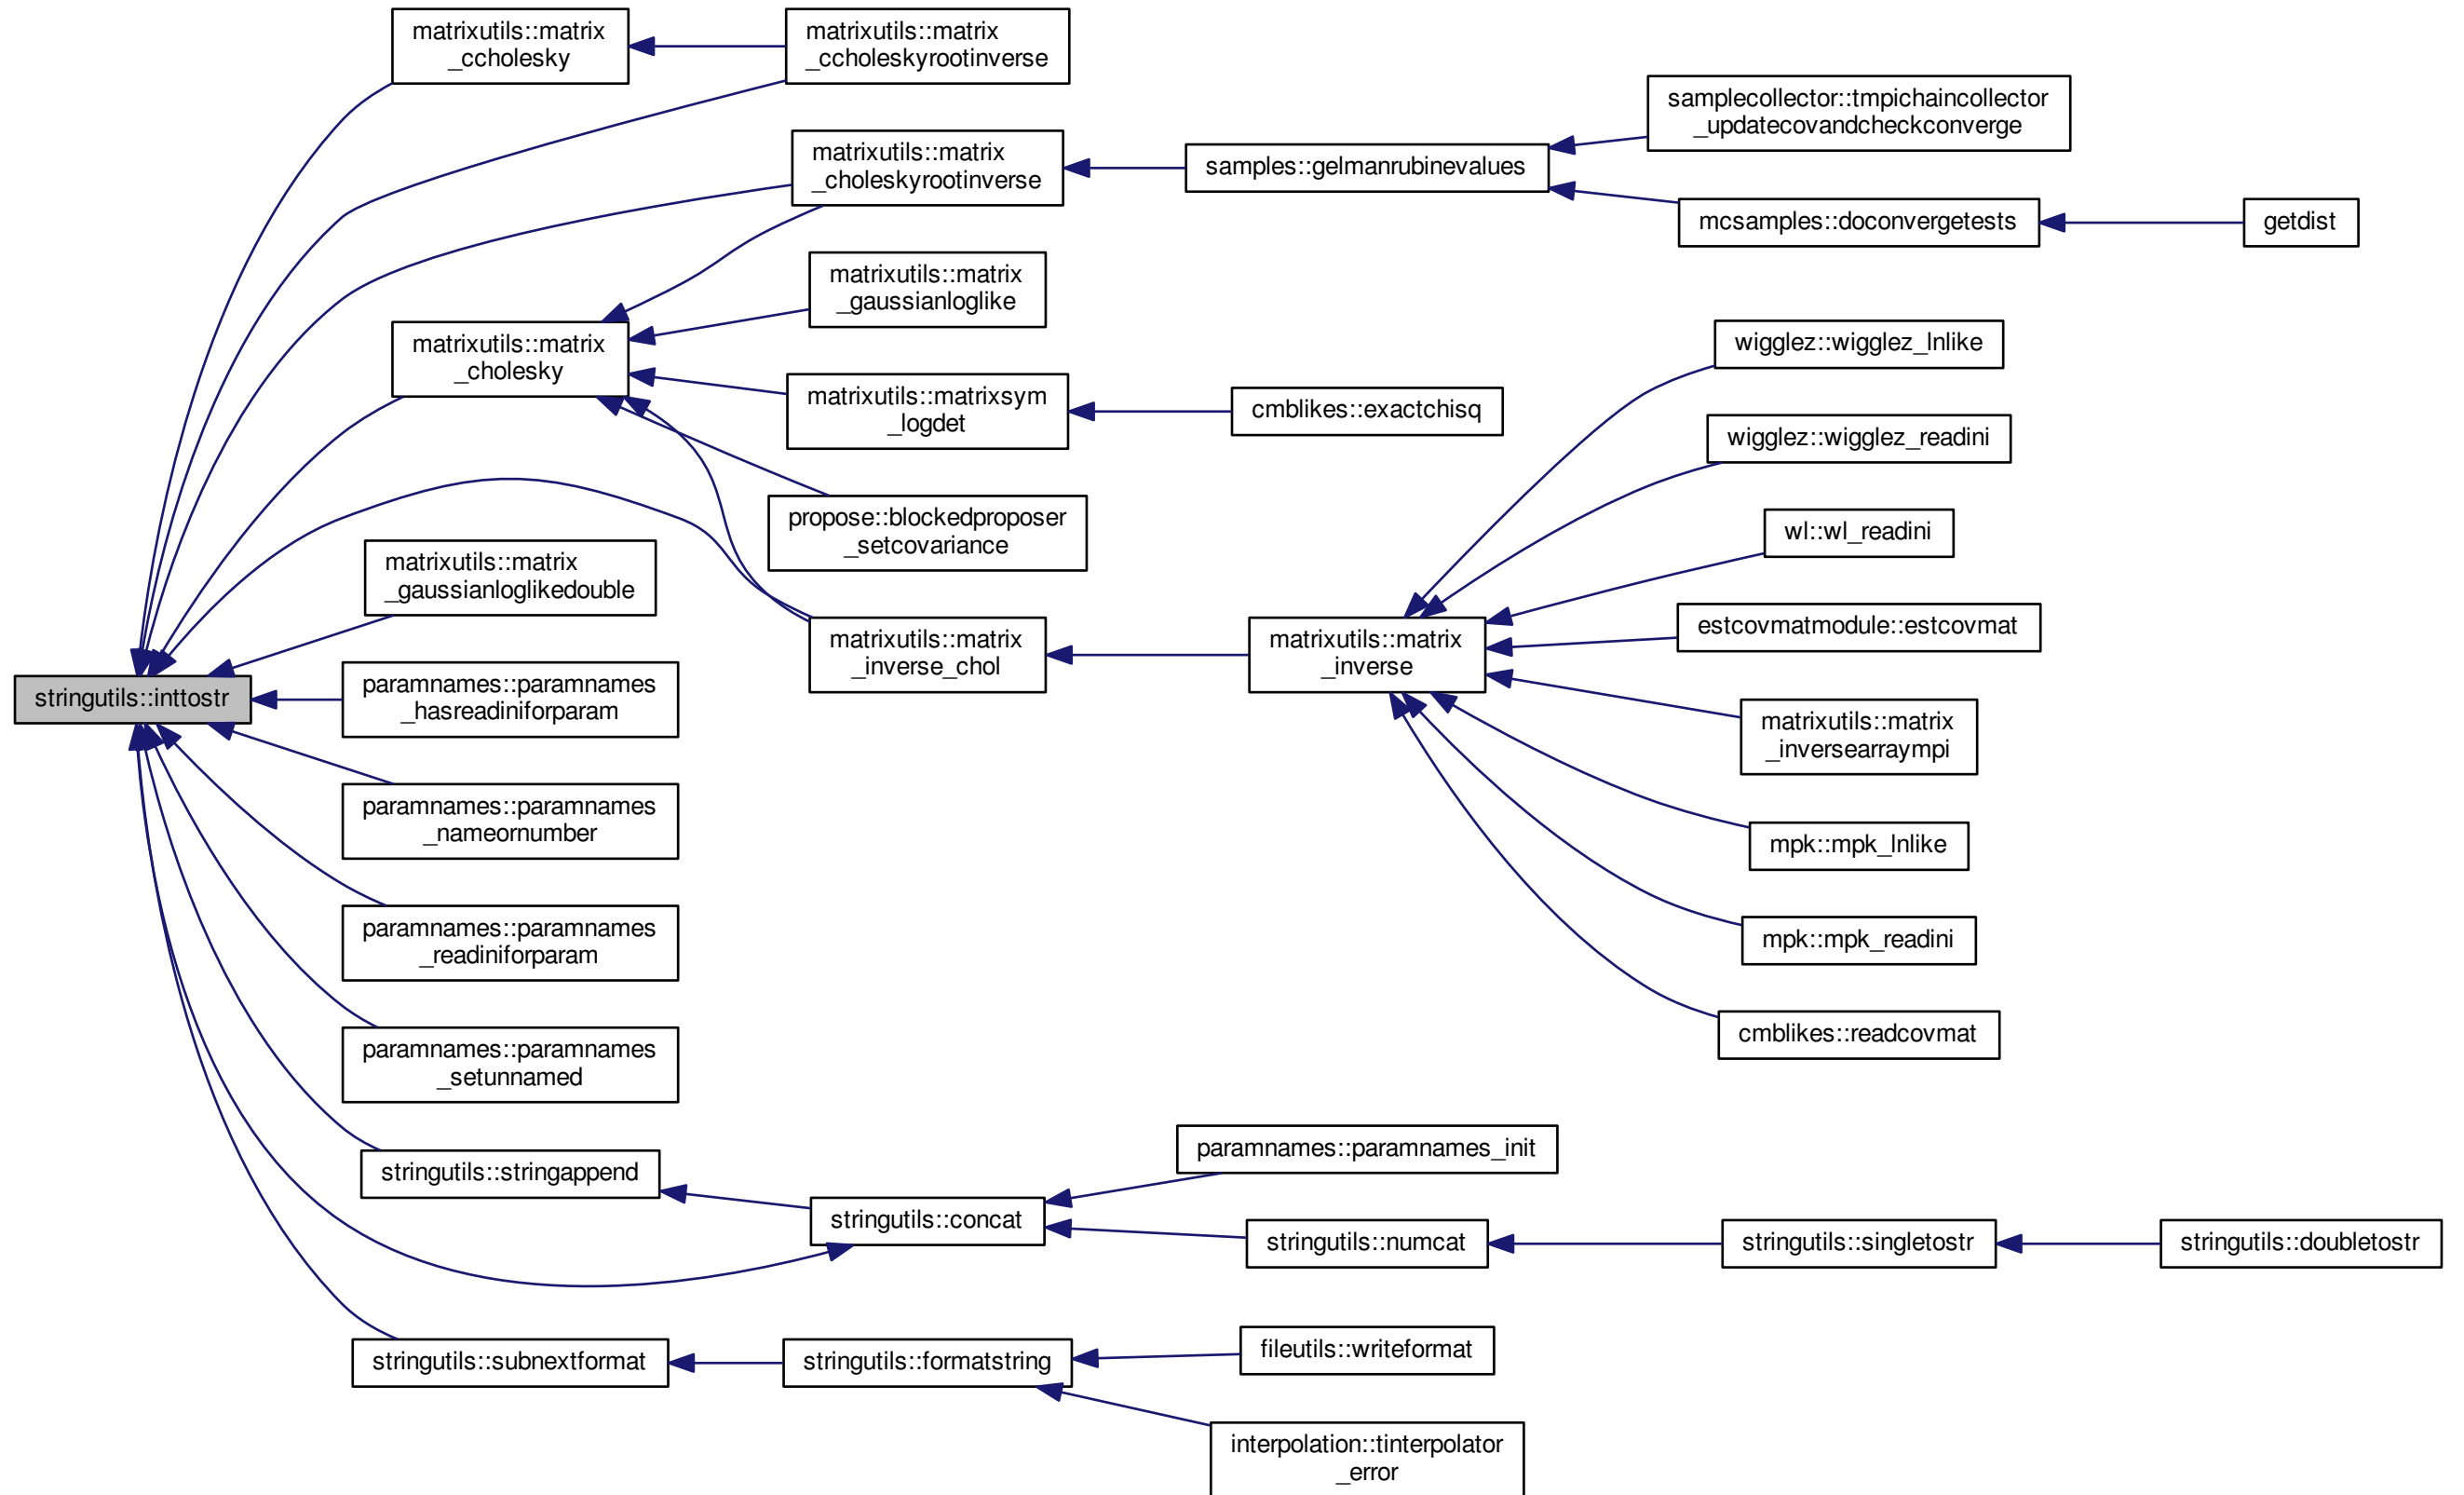 matrixutils::matrix
_ccholesky
matrixutils::matrix
_ccholeskyrootinverse
samplecollector::tmpichaincollector
_updatecovandcheckconverge
matrixutils::matrix
_choleskyrootinverse
samples::gelmanrubinevalues
mcsamples::doconvergetests
getdist
matrixutils::matrix
_gaussianloglike
matrixutils::matrix
_cholesky
wigglez::wigglez_lnlike
matrixutils::matrixsym
_logdet
cmblikes::exactchisq
wigglez::wigglez_readini
propose::blockedproposer
_setcovariance
wl::wl_readini
matrixutils::matrix
_gaussianloglikedouble
estcovmatmodule::estcovmat
matrixutils::matrix
_inverse_chol
matrixutils::matrix
_inverse
stringutils::inttostr
paramnames::paramnames
_hasreadiniforparam
matrixutils::matrix
_inversearraympi
paramnames::paramnames
_nameornumber
mpk::mpk_lnlike
paramnames::paramnames
_readiniforparam
mpk::mpk_readini
cmblikes::readcovmat
paramnames::paramnames
_setunnamed
paramnames::paramnames_init
stringutils::stringappend
stringutils::concat
stringutils::numcat
stringutils::singletostr
stringutils::doubletostr
stringutils::subnextformat
stringutils::formatstring
fileutils::writeformat
interpolation::tinterpolator
_error